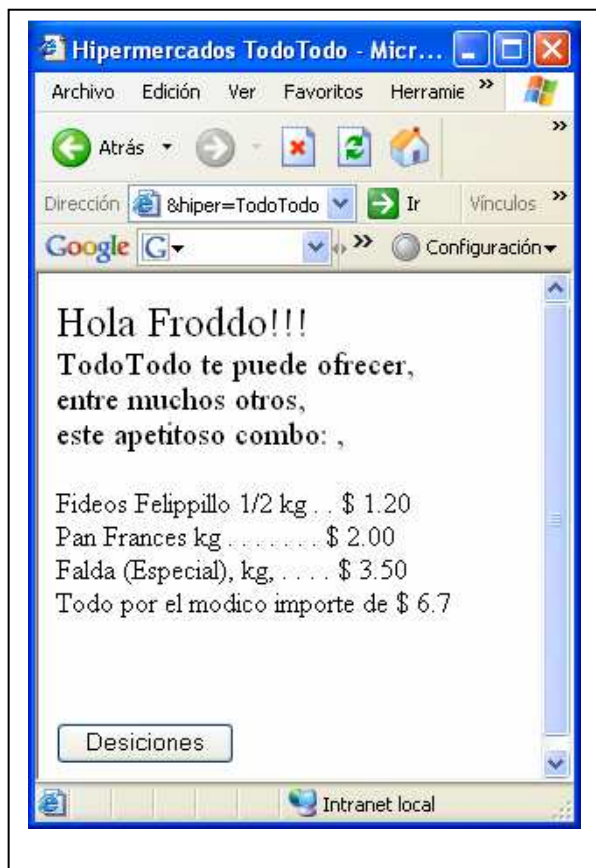 Hipermercados TodoTodo - Micr...
Archivo Edición Ver Favoritos Herramie »
Atrás »
Dirección &hiper=TodoTodo Ir Vínculos »
Google G » Configuración
Hola Froddo!!!
TodoTodo te puede ofrecer,
entre muchos otros,
este apetitoso combo: ,
Fideos Felippillo 1/2 kg . . $ 1.20
Pan Frances kg . . . . . . . $ 2.00
Falda (Especial), kg, . . . . $ 3.50
Todo por el modico importe de $ 6.7
Desiciones
Intranet local